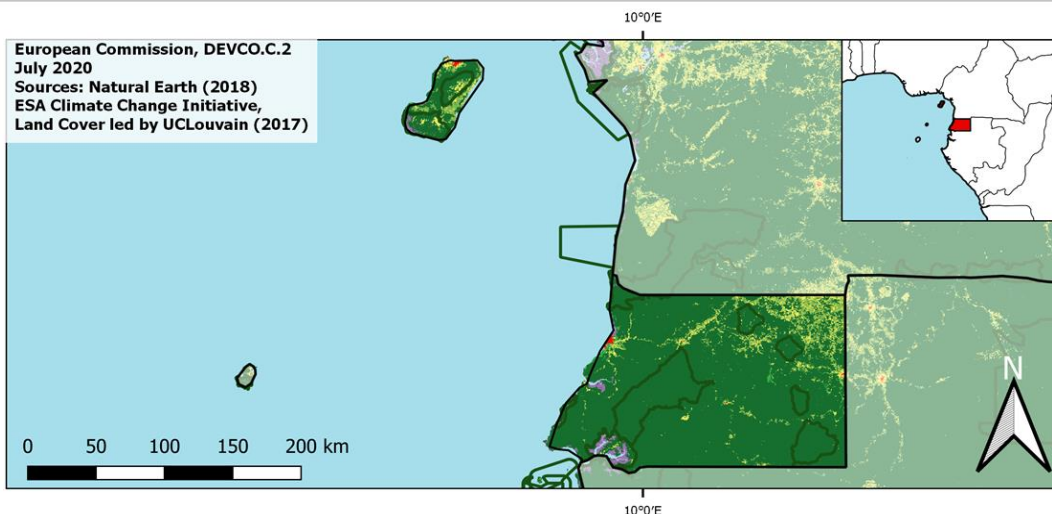 10°0′E
European Commission, DEVCO.C.2
July 2020
Sources: Natural Earth (2018)
ESA Climate Change Initiative,
Land Cover led by UCLouvain (2017)
N
0 50 100 150 200 km
10°0′E